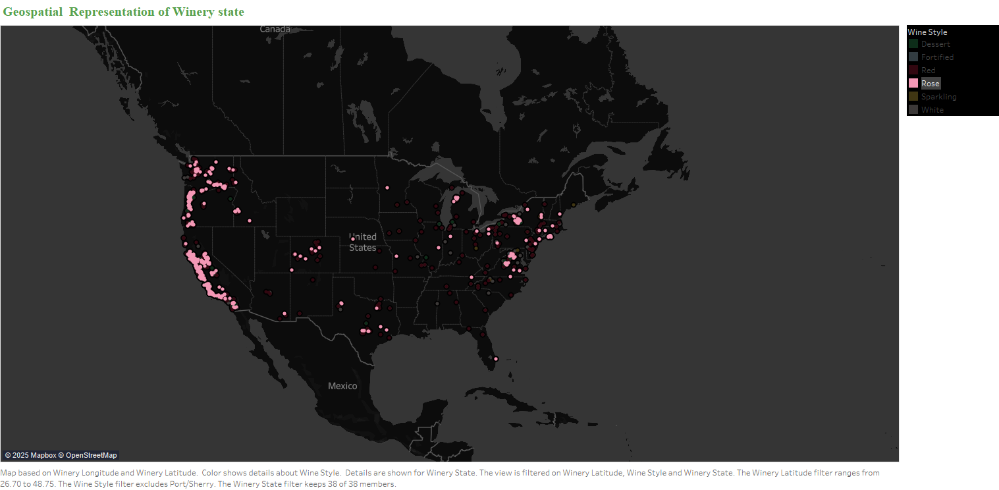 Geospatial  Representation of Winery state
Canada
United
States
Mexico
© 2025 Mapbox © OpenStreetMap
Wine Style
Dessert
Fortified
Red
Rose
Sparkling
White
Map based on Winery Longitude and Winery Latitude.  Color shows details about Wine Style.  Details are shown for Winery State. The view is filtered on Winery Latitude, Wine Style and Winery State. The Winery Latitude filter ranges from
26.70 to 48.75. The Wine Style filter excludes Port/Sherry. The Winery State filter keeps 38 of 38 members.